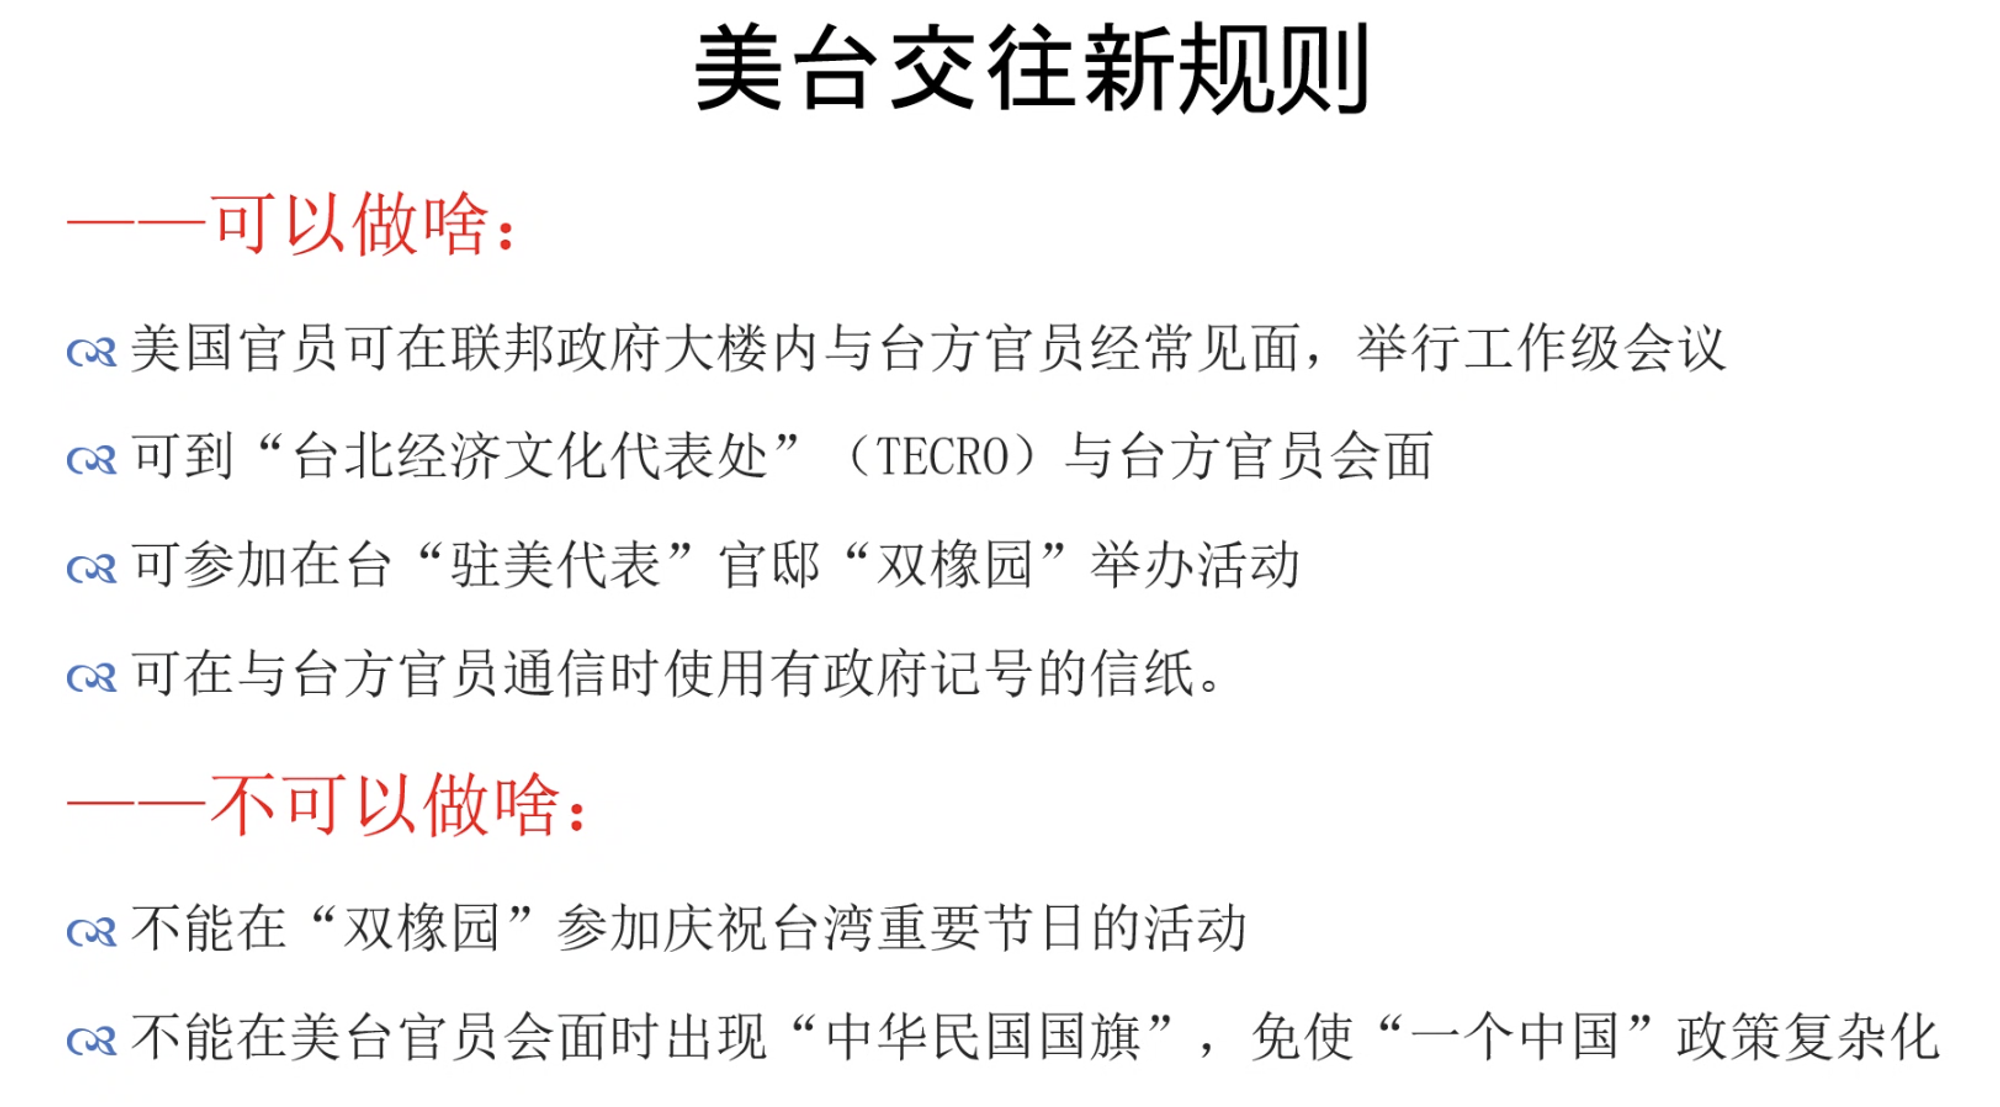 美台交往新规则
——可以做啥：
美国官员可在联邦政府大楼内与台方官员经常见面，举行工作级会议
可到“台北经济文化代表处”（TECRO）与台方官员会面
可参加在台“驻美代表”官邸“双橡园”举办活动
可在与台方官员通信时使用有政府记号的信纸。
——不可以做啥：
不能在“双橡园”参加庆祝台湾重要节日的活动
不能在美台官员会面时出现“中华民国国旗”，免使“一个中国”政策复杂化